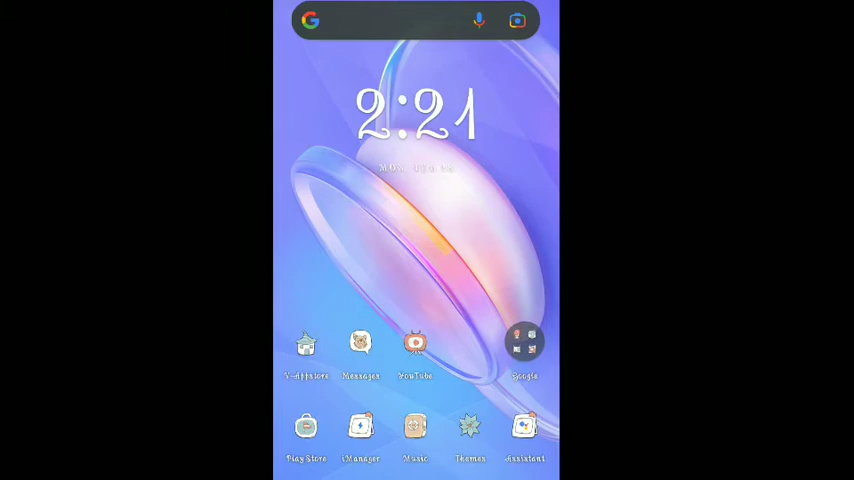 2:21
V-Appstore Messages YouTube Google
Play Store iManager Music Themes Assistant